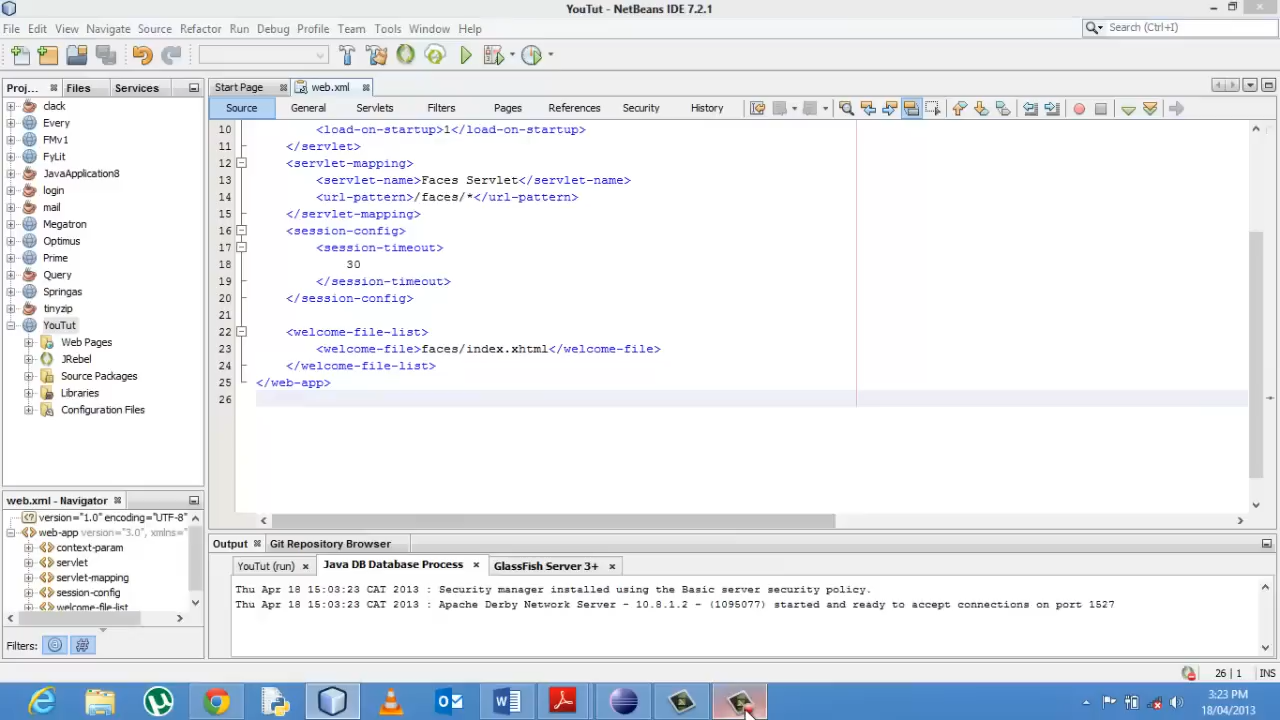 YouTut - NetBeans IDE 7.2.1
File Edit View Navigate Source Refactor Run Debug Profile Team Tools Window Help
Search (Ctrl+I)
Proj... Files Services
Start Page web.xml
Source General Servlets Filters Pages References Security History
clack
Every
FMv1
FyLit
JavaApplication8
login
mail
Megatron
Optimus
Prime
Query
Springas
tinyzip
YouTut
Web Pages
JRebel
Source Packages
Libraries
Configuration Files
10 <load-on-startup>1</load-on-startup>
11 </servlet>
12 <servlet-mapping>
13 <servlet-name>Faces Servlet</servlet-name>
14 <url-pattern>/faces/*</url-pattern>
15 </servlet-mapping>
16 <session-config>
17 <session-timeout>
18 30
19 </session-timeout>
20 </session-config>
21
22 <welcome-file-list>
23 <welcome-file>faces/index.xhtml</welcome-file>
24 </welcome-file-list>
25 </web-app>
26
web.xml - Navigator
version="1.0" encoding="UTF-8"
web-app version="3.0", xmlns="
context-param
servlet
servlet-mapping
session-config
welcome-file-list
Filters:
Output Git Repository Browser
YouTut (run) Java DB Database Process GlassFish Server 3+
Thu Apr 18 15:03:23 CAT 2013 : Security manager installed using the Basic server security policy.
Thu Apr 18 15:03:23 CAT 2013 : Apache Derby Network Server - 10.8.1.2 - (1095077) started and ready to accept connections on port 1527
26 | 1 INS
3:23 PM
18/04/2013